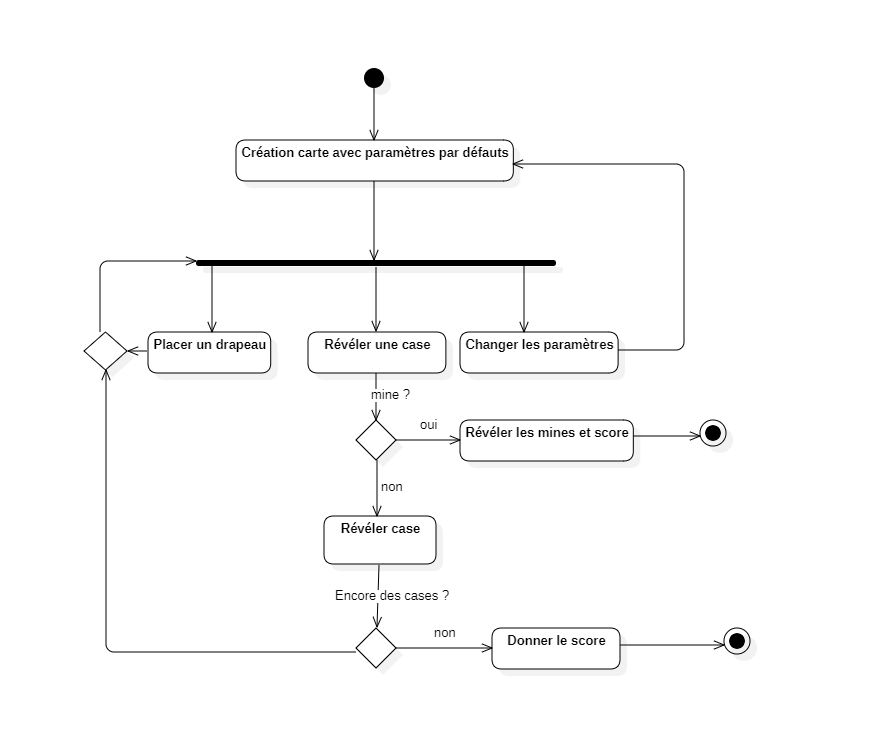 Création carte avec paramètres par défauts
Placer un drapeau
Révéler une case
Changer les paramètres
mine ?
oui
Révéler les mines et score
non
Révéler case
Encore des cases ?
non
Donner le score